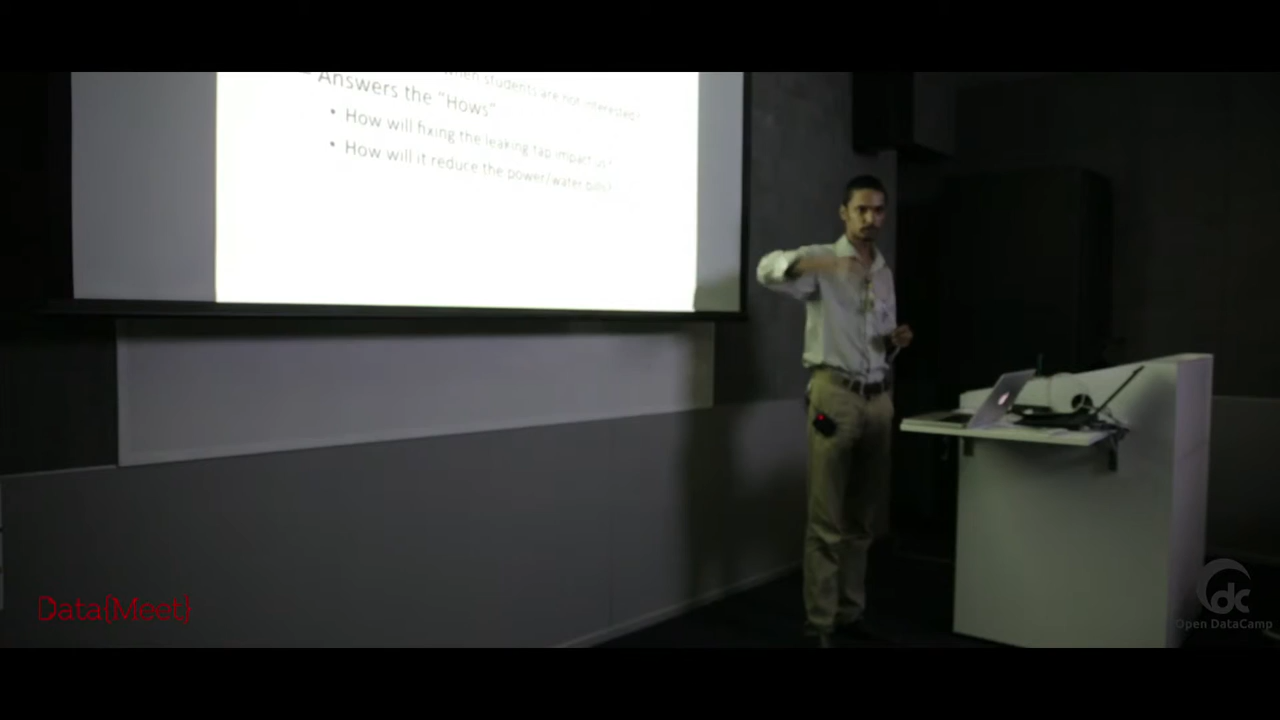 when students are not interested?
– Answers the "Hows"
• How will fixing the leaking tap impact us?
• How will it reduce the power/water bills?
Data{Meet}
dc
Open DataCamp